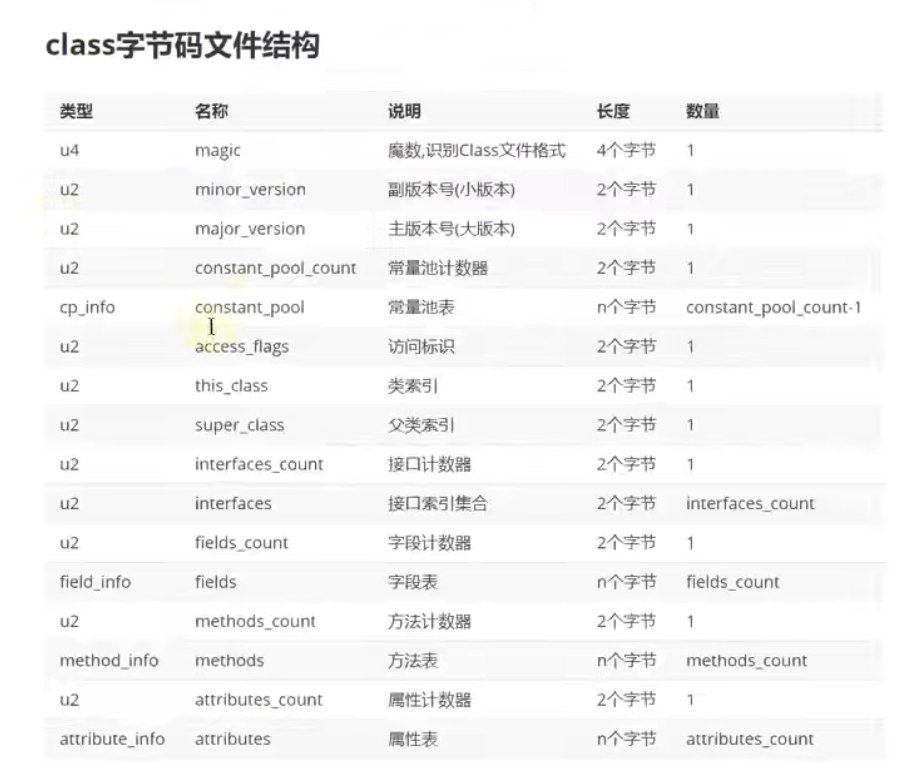 class字节码文件结构
类型 名称 说明 长度 数量
u4 magic 魔数,识别Class文件格式 4个字节 1
u2 minor_version 副版本号(小版本) 2个字节 1
u2 major_version 主版本号(大版本) 2个字节 1
u2 constant_pool_count 常量池计数器 2个字节 1
cp_info constant_pool 常量池表 n个字节 constant_pool_count-1
u2 access_flags 访问标识 2个字节 1
u2 this_class 类索引 2个字节 1
u2 super_class 父类索引 2个字节 1
u2 interfaces_count 接口计数器 2个字节 1
u2 interfaces 接口索引集合 2个字节 interfaces_count
u2 fields_count 字段计数器 2个字节 1
field_info fields 字段表 n个字节 fields_count
u2 methods_count 方法计数器 2个字节 1
method_info methods 方法表 n个字节 methods_count
u2 attributes_count 属性计数器 2个字节 1
attribute_info attributes 属性表 n个字节 attributes_count